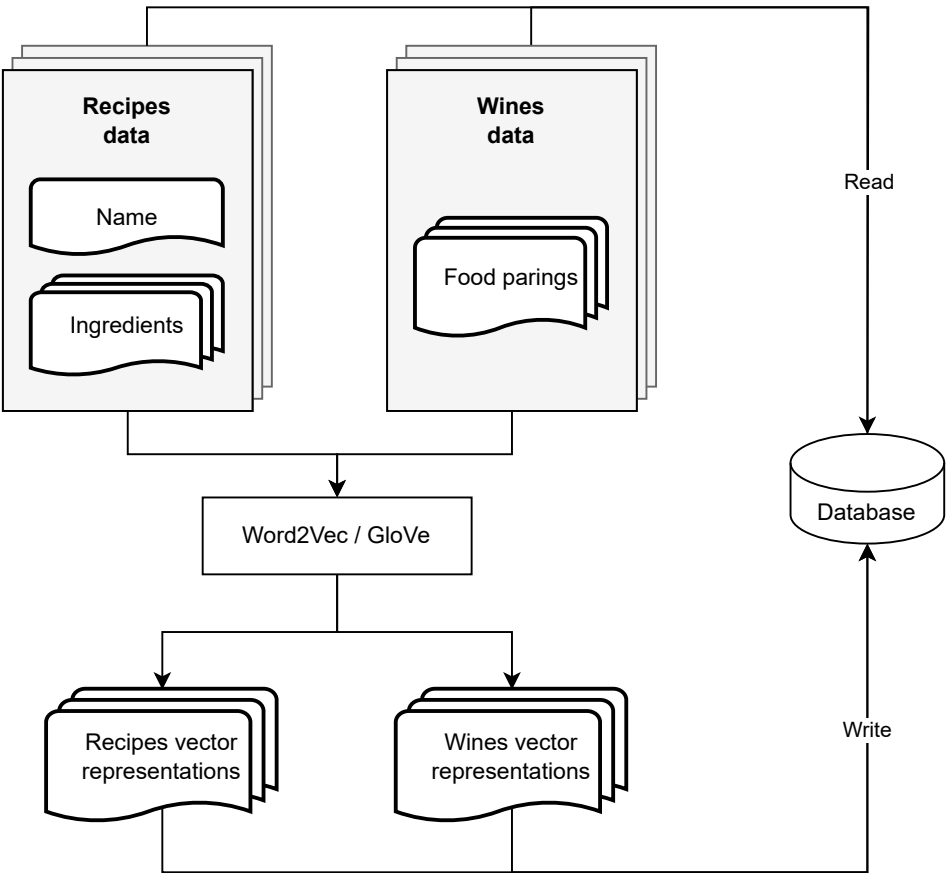 Recipes
data
Wines
data
Read
Name
Food parings
Ingredients
Word2Vec / GloVe
Database
Recipes vector
representations
Wines vector
representations
Write